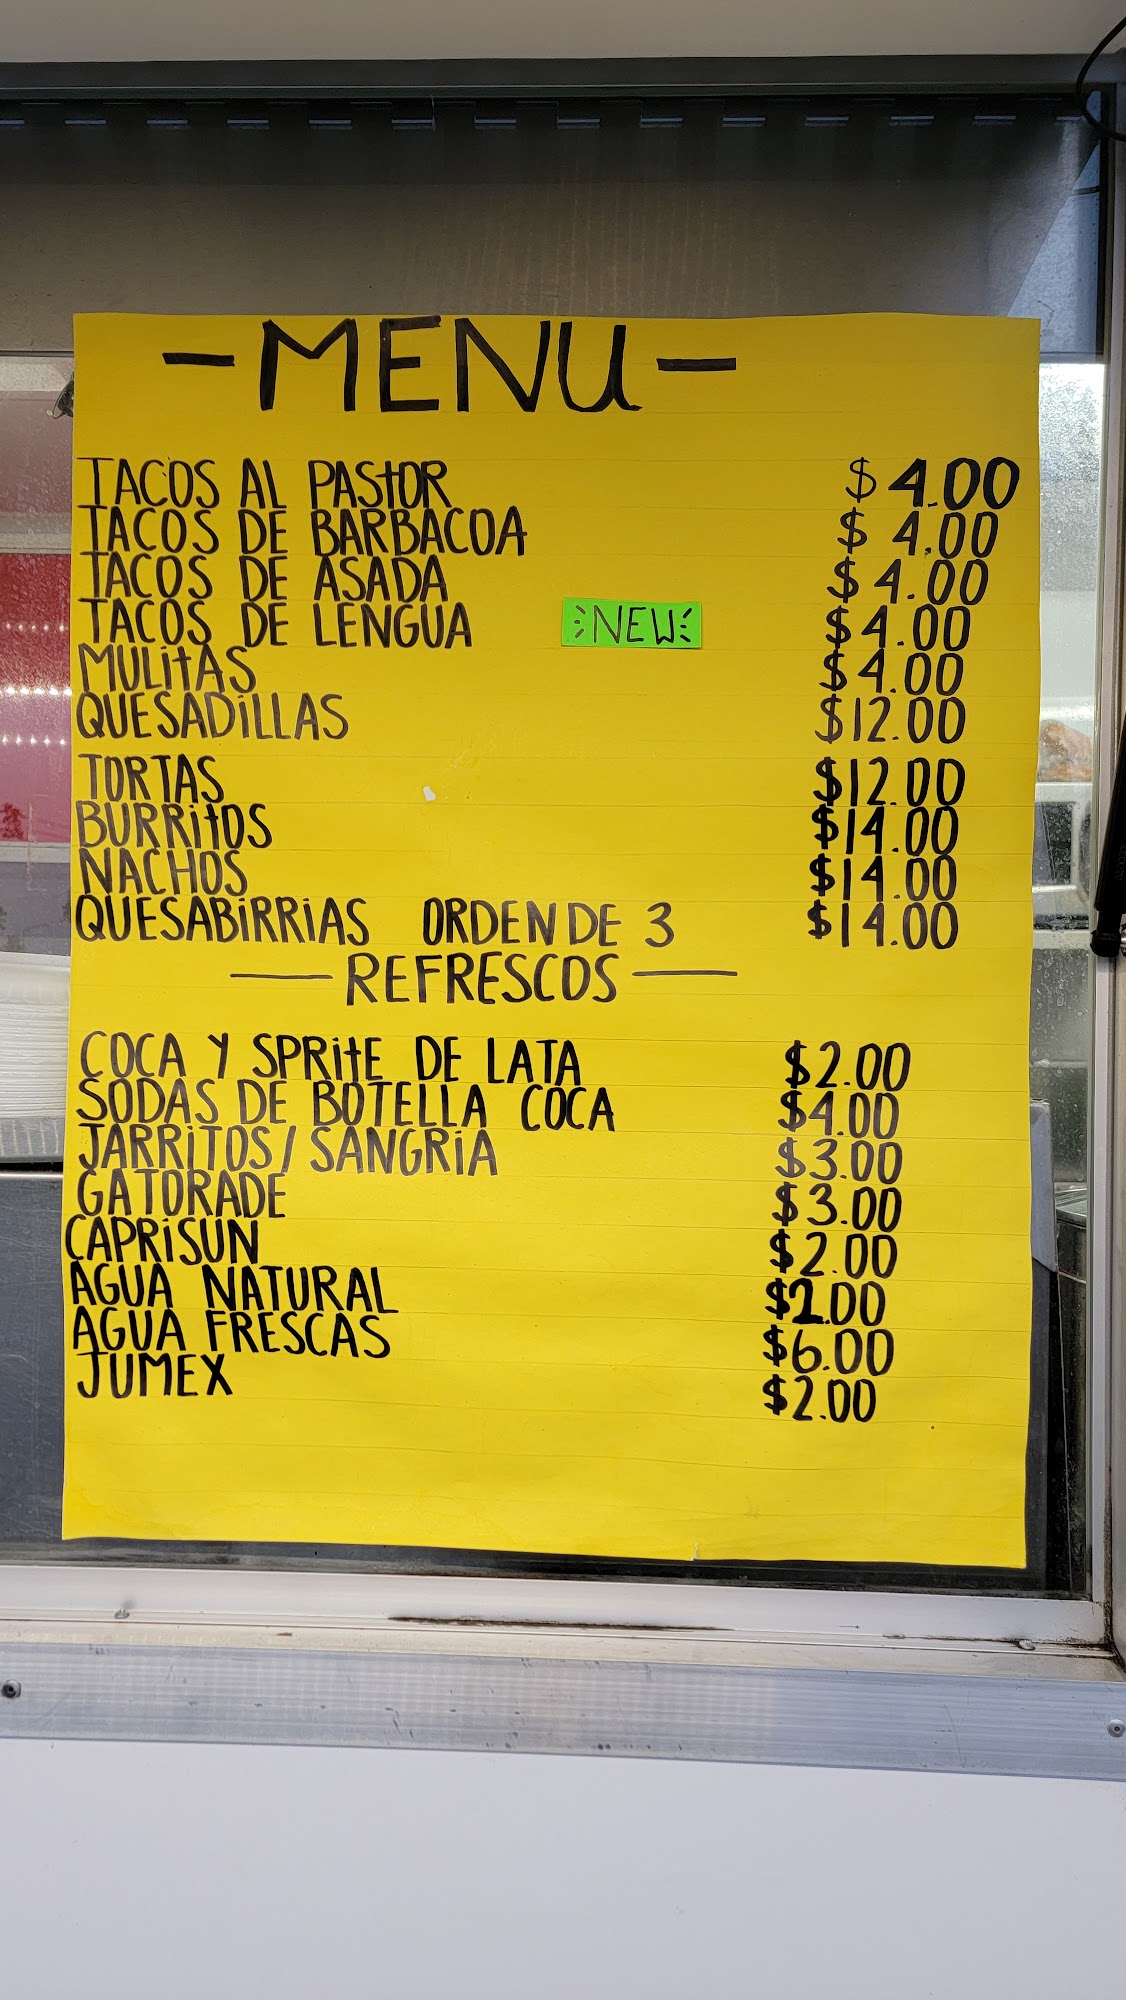 -MENU-
TACOS AL PASTOR $4.00
TACOS DE BARBACOA $4.00
TACOS DE ASADA $4.00
TACOS DE LENGUA NEW $4.00
MULITAS $4.00
QUESADILLAS $12.00
TORTAS $12.00
BURRITOS $14.00
NACHOS $14.00
QUESABIRRIAS ORDEN DE 3 $14.00
— REFRESCOS —
COCA Y SPRITE DE LATA $2.00
SODAS DE BOTELLA COCA $4.00
JARRITOS/SANGRIA $3.00
GATORADE $3.00
CAPRISUN $2.00
AGUA NATURAL
AGUA FRESCAS $6.00
JUMEX $2.00